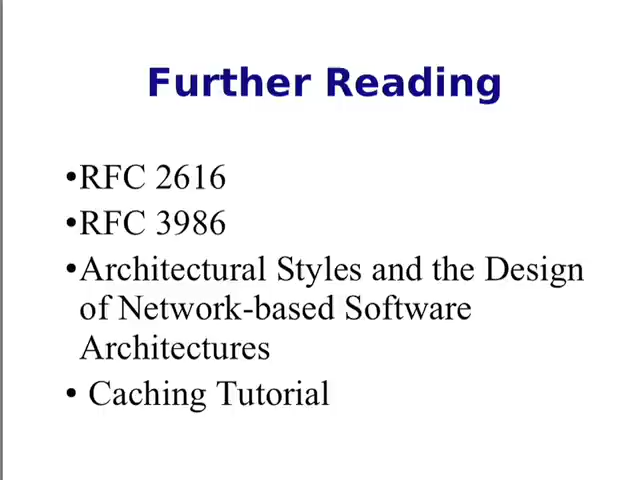 Further Reading
•RFC 2616
•RFC 3986
•Architectural Styles and the Design
of Network-based Software
Architectures
• Caching Tutorial